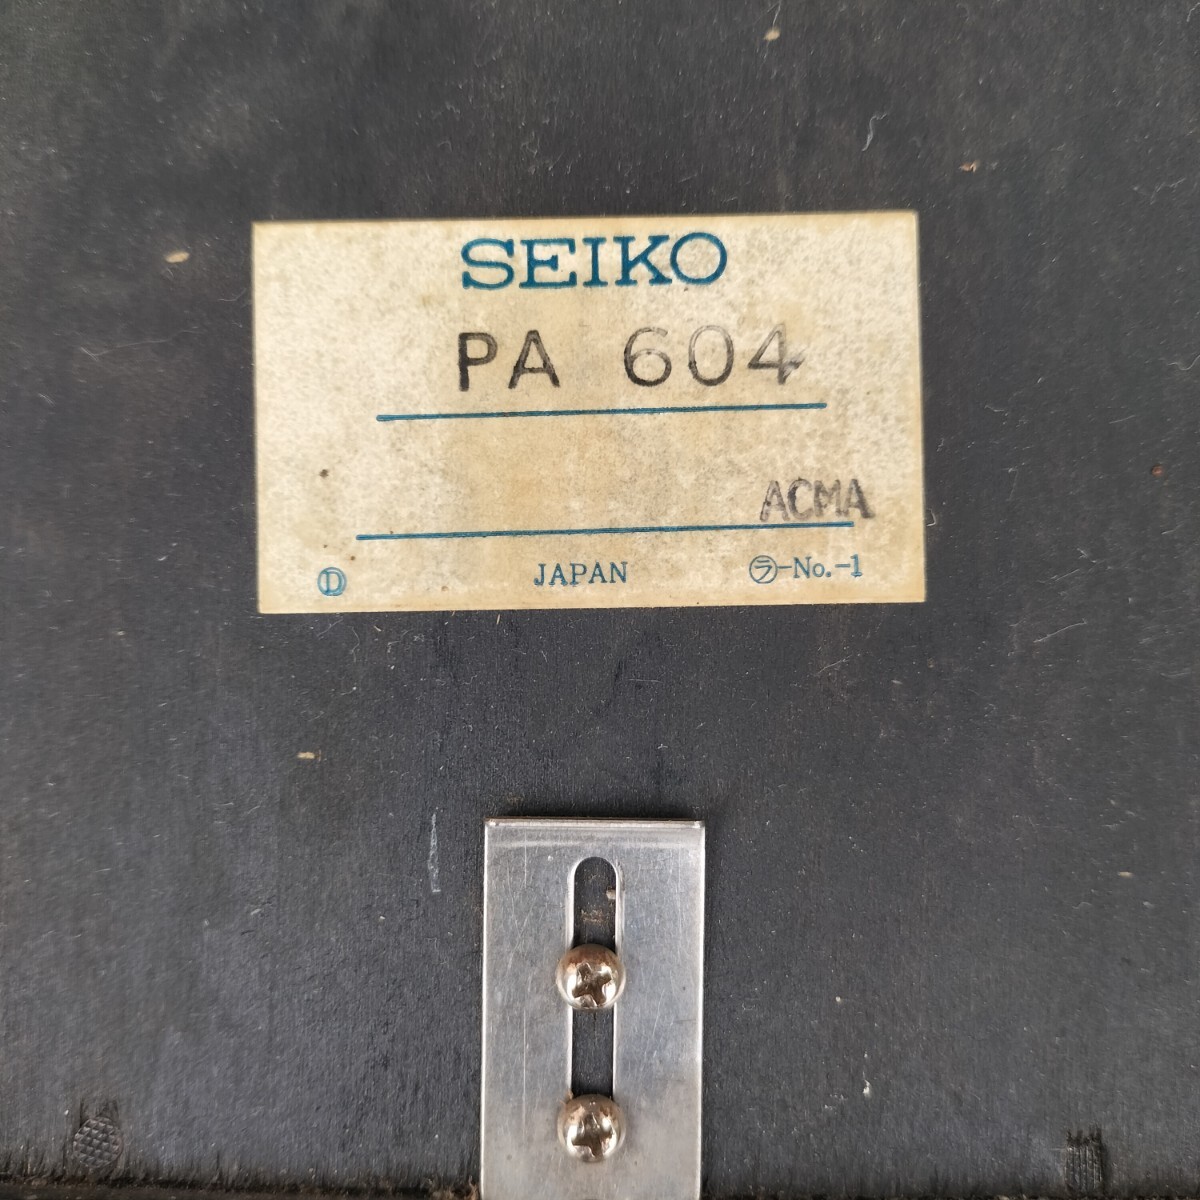 SEIKO
PA 604
ACMA
Ⓓ JAPAN ㋶-No.-1